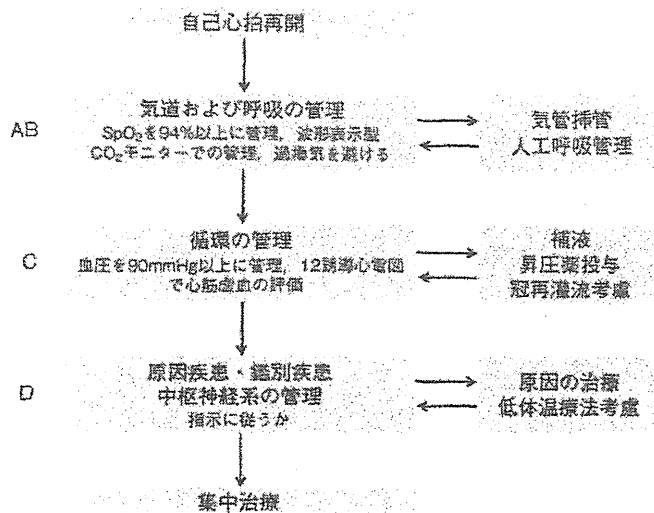 自己心拍再開
AB
気道および呼吸の管理
SpO₂を94%以上に管理，波形表示型
CO₂モニターでの管理，過換気を避ける
気管挿管
人工呼吸管理
C
循環の管理
血圧を90mmHg以上に管理，12誘導心電図
で心筋虚血の評価
補液
昇圧薬投与
冠再灌流考慮
D
原因疾患・鑑別疾患
中枢神経系の管理
指示に従うか
原因の治療
低体温療法考慮
集中治療